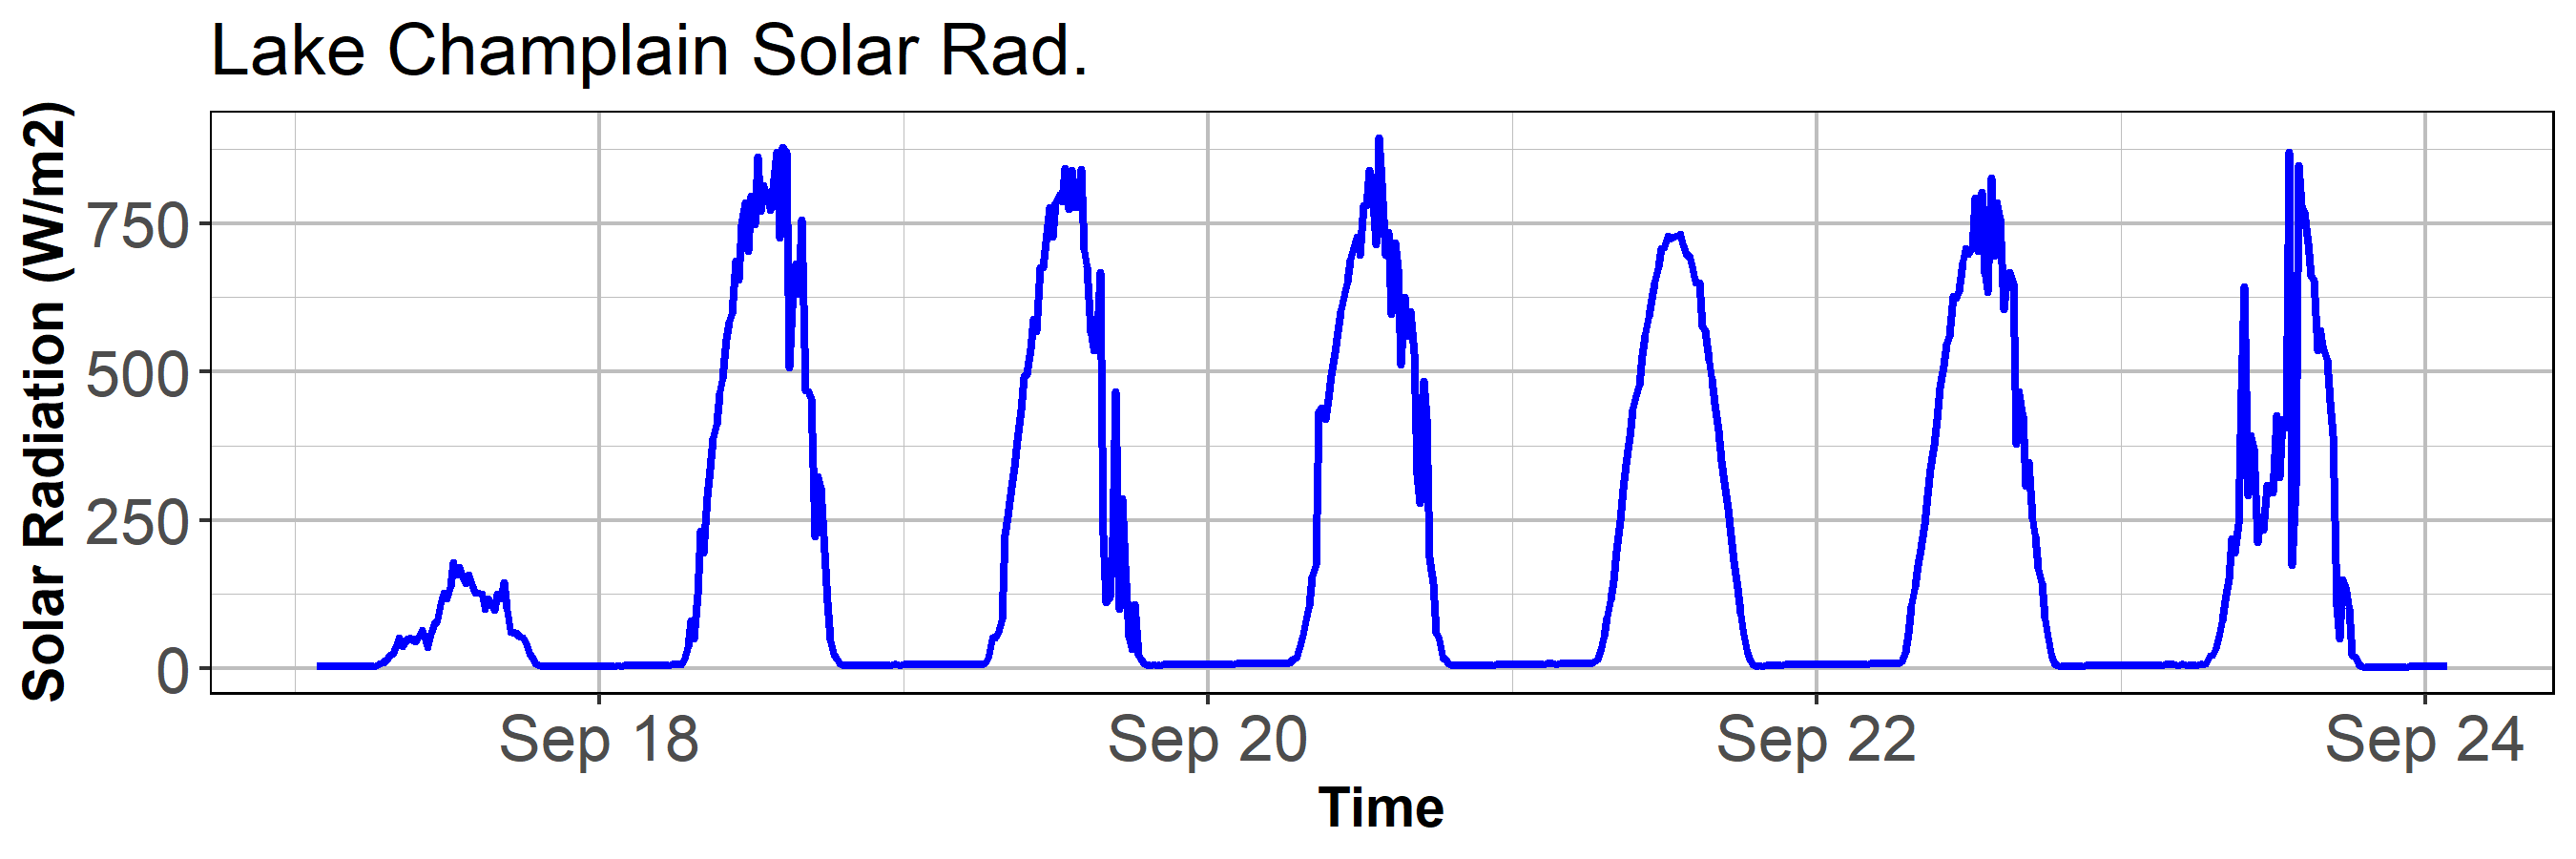 Lake Champlain Solar Rad.
Solar Radiation (W/m2)
750
500
250
0
Sep 18 Sep 20 Sep 22 Sep 24
Time